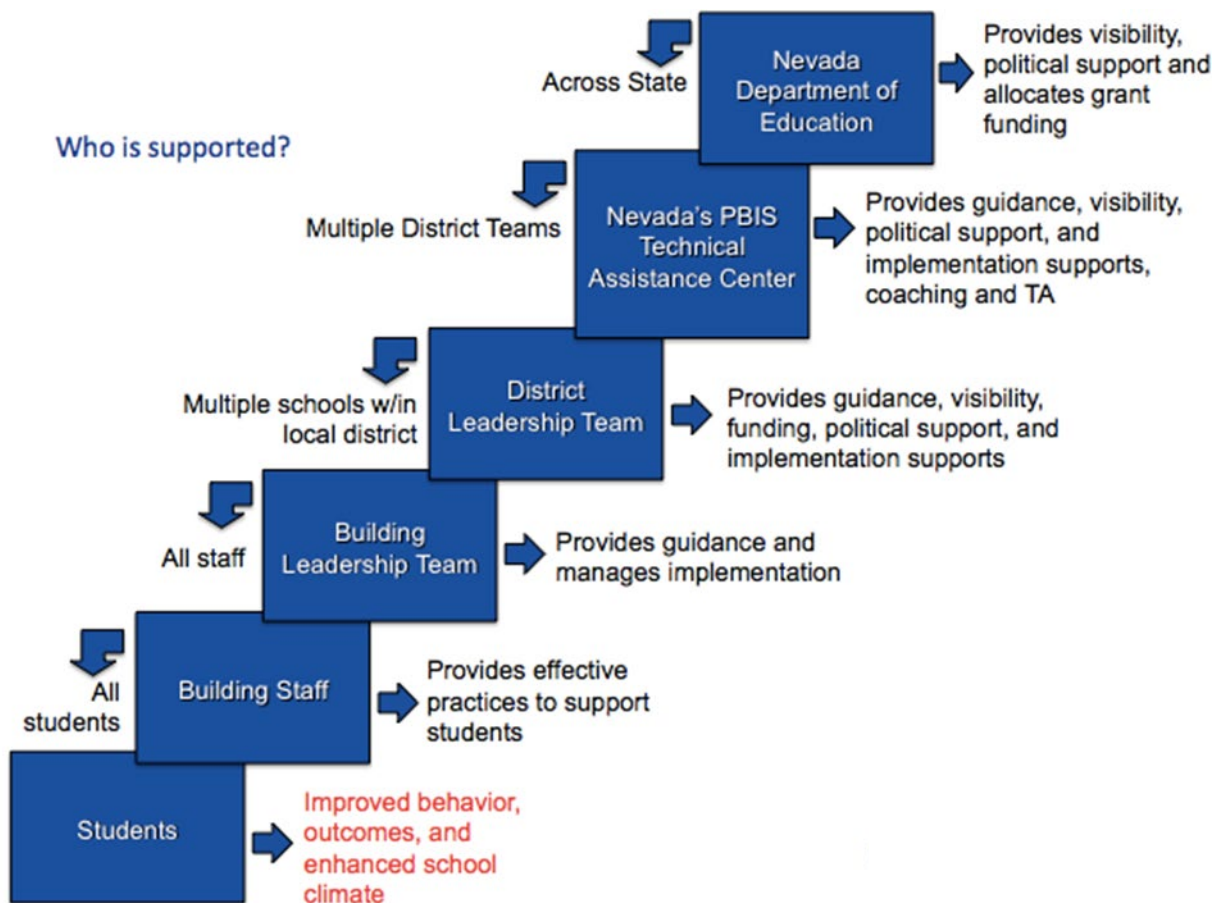 Who is supported?
Across State
Nevada
Department of
Education
Provides visibility,
political support and
allocates grant
funding
Multiple District Teams
Nevada's PBIS
Technical
Assistance Center
Provides guidance, visibility,
political support, and
implementation supports,
coaching and TA
Multiple schools w/in
local district
District
Leadership Team
Provides guidance, visibility,
funding, political support, and
implementation supports
All staff
Building
Leadership Team
Provides guidance and
manages implementation
All
students
Building Staff
Provides effective
practices to support
students
Students
Improved behavior,
outcomes, and
enhanced school
climate